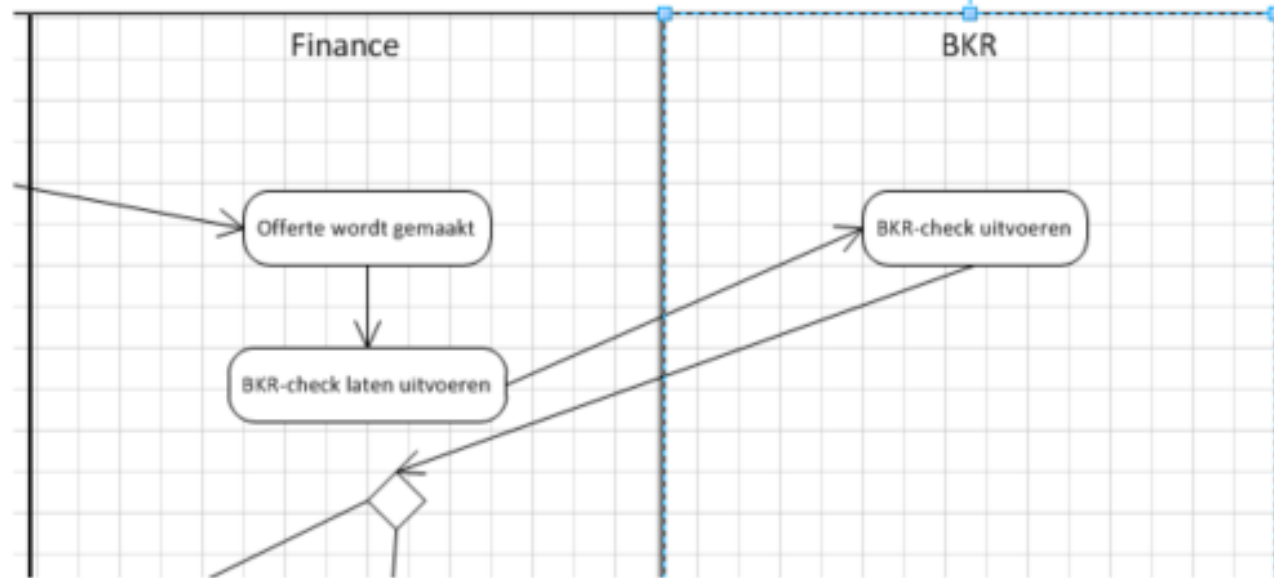 Finance
BKR
Offerte wordt gemaakt
BKR-check uitvoeren
BKR-check laten uitvoeren